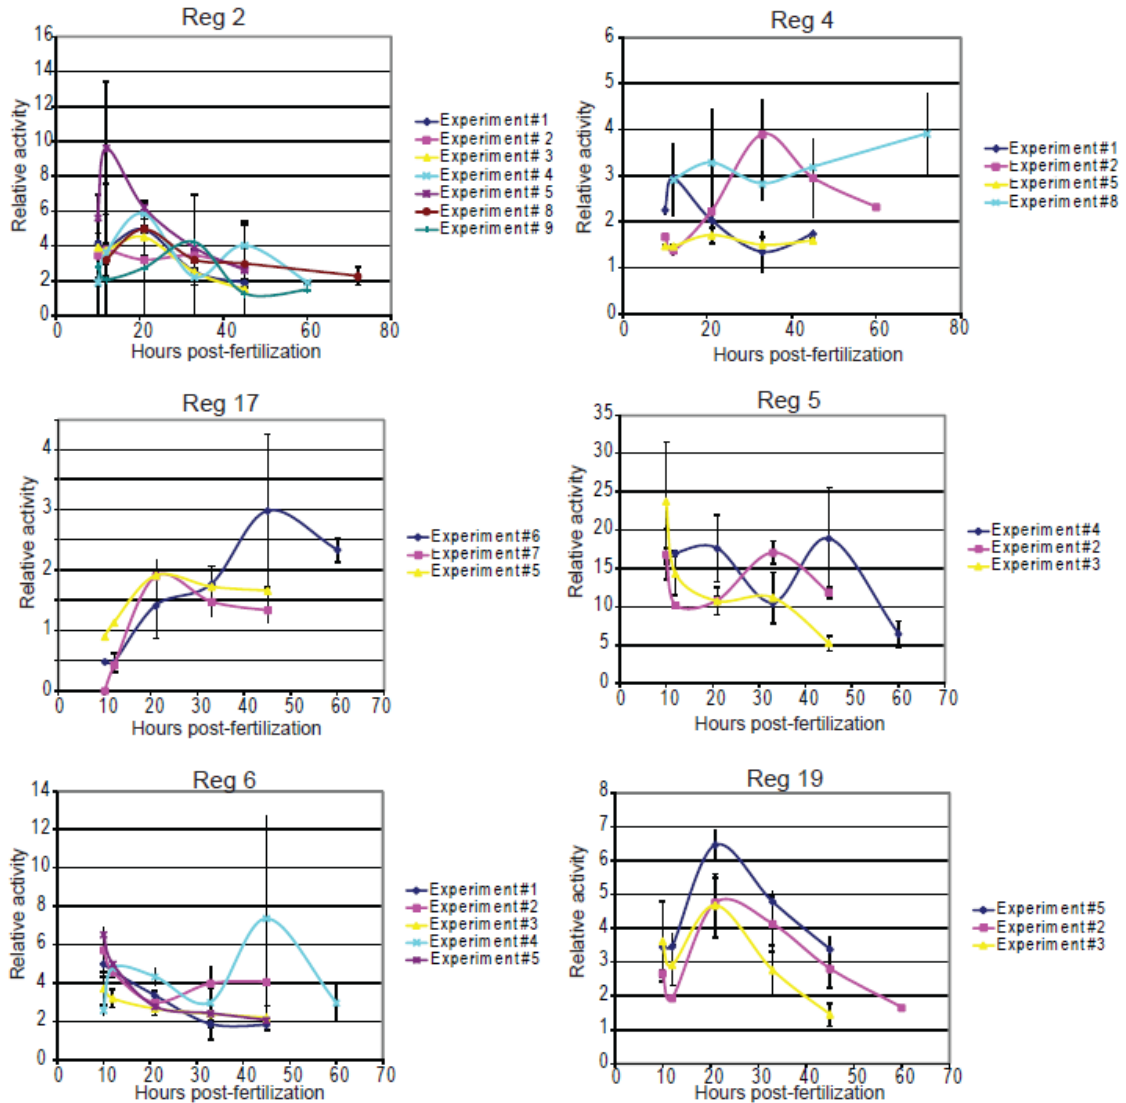 Reg 2
16
14
12
10
8
6
4
2
0
Relative activity
0 20 40 60 80
Hours post-fertilization
Experiment#1
Experiment# 2
Experiment# 3
Experiment# 4
Experiment# 5
Experiment# 8
Experiment# 9
Reg 4
6
5
4
3
2
1
0
Relative activity
0 20 40 60 80
Hours post-fertilization
Experiment#1
Experiment#2
Experiment#5
Experiment#8
Reg 17
4
3
2
1
0
Relative activity
0 10 20 30 40 50 60 70
Hours post-fertilization
Experiment#6
Experiment#7
Experiment#5
Reg 5
35
30
25
20
15
10
5
0
Relative activity
0 10 20 30 40 50 60 70
Hours post-fertilization
Experiment#4
Experiment#2
Experiment#3
Reg 6
14
12
10
8
6
4
2
0
Relative activity
0 10 20 30 40 50 60 70
Hours post-fertilization
Experiment#1
Experiment#2
Experiment#3
Experiment#4
Experiment#5
Reg 19
8
7
6
5
4
3
2
1
0
Relative activity
0 10 20 30 40 50 60 70
Hours post-fertilization
Experiment#5
Experiment#2
Experiment#3